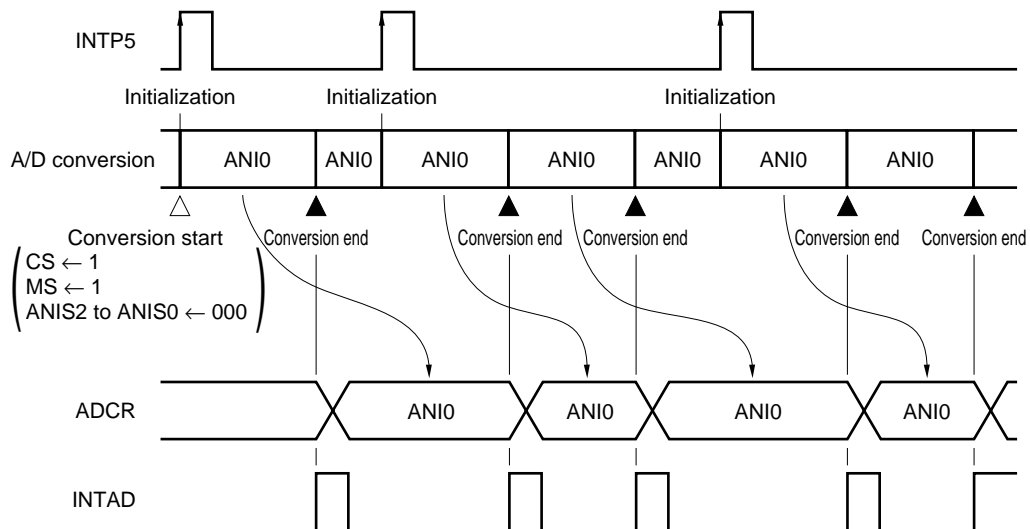 INTP5
Initialization Initialization Initialization
A/D conversion ANI0 ANI0 ANI0 ANI0 ANI0 ANI0 ANI0
Conversion start Conversion end Conversion end Conversion end Conversion end Conversion end
CS ← 1
MS ← 1
ANIS2 to ANIS0 ← 000
ADCR ANI0 ANI0 ANI0 ANI0
INTAD